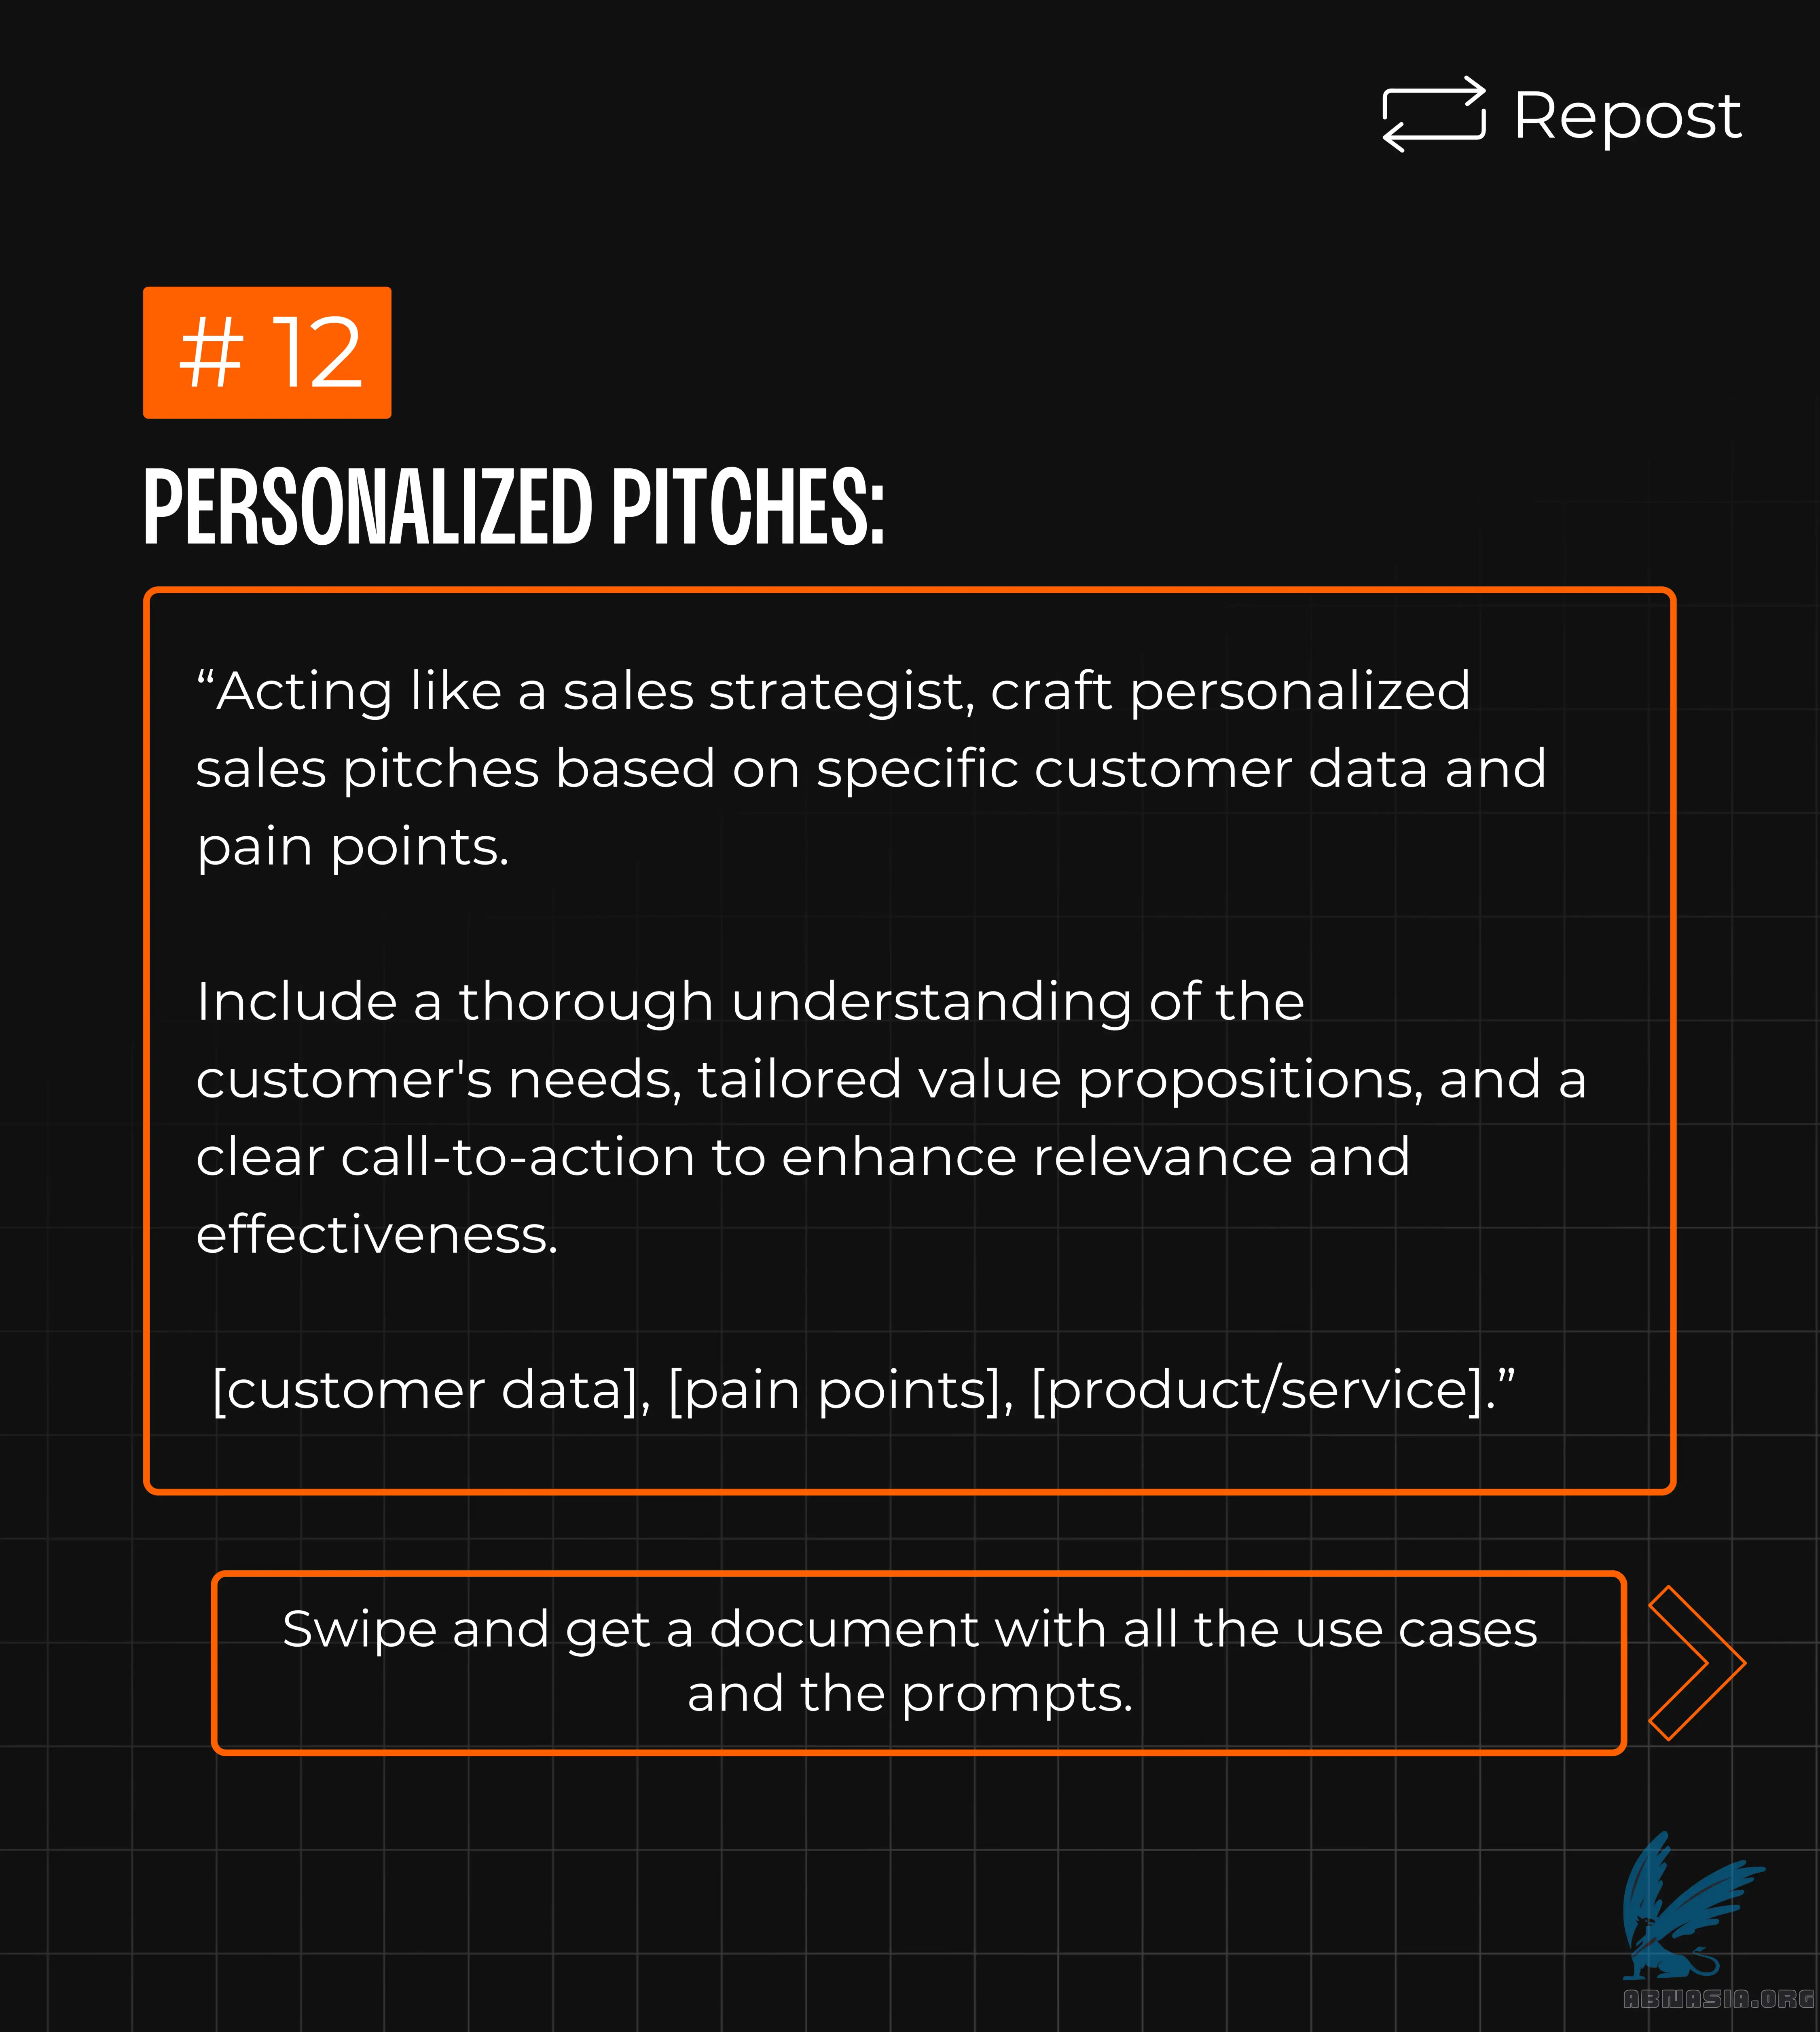 Repost
# 12
PERSONALIZED PITCHES:
“Acting like a sales strategist, craft personalized
sales pitches based on specific customer data and
pain points.
Include a thorough understanding of the
customer's needs, tailored value propositions, and a
clear call-to-action to enhance relevance and
effectiveness.
[customer data], [pain points], [product/service].”
Swipe and get a document with all the use cases
and the prompts.
ABNASIA.ORG